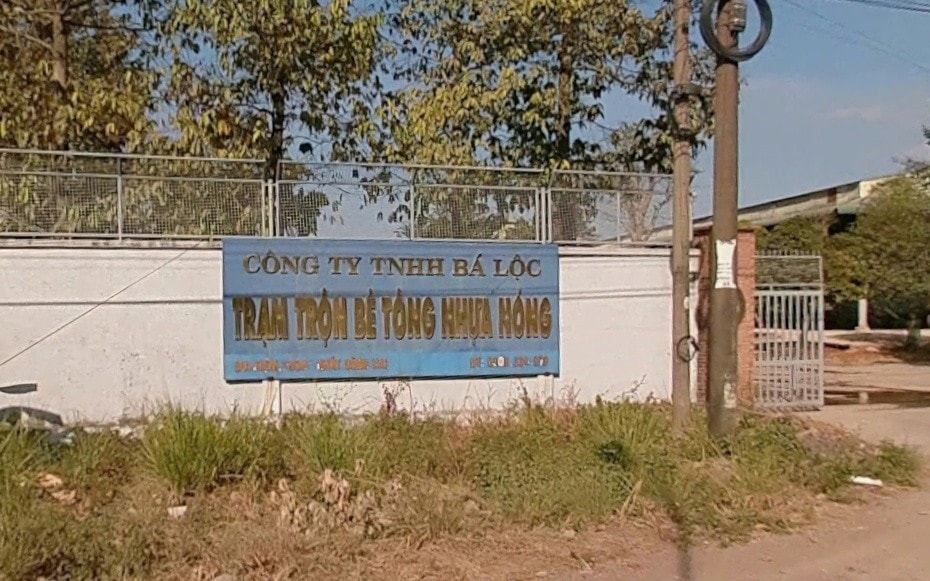 CÔNG TY TNHH BÁ LỘC
TRẠM TRỘN BÊ TÔNG NHỰA NÓNG